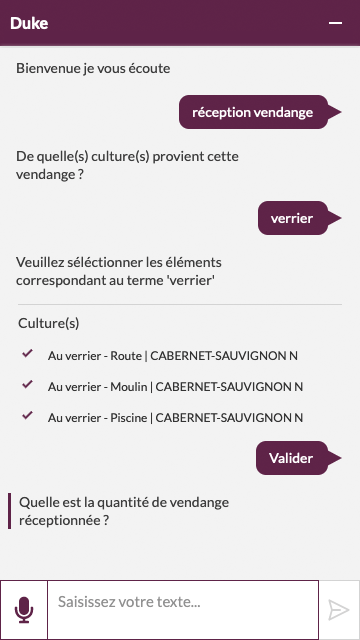 Duke
Bienvenue je vous écoute
réception vendange
De quelle(s) culture(s) provient cette
vendange ?
verrier
Veuillez séléctionner les éléments
correspondant au terme 'verrier'
Culture(s)
Au verrier - Route | CABERNET-SAUVIGNON N
Au verrier - Moulin | CABERNET-SAUVIGNON N
Au verrier - Piscine | CABERNET-SAUVIGNON N
Valider
Quelle est la quantité de vendange
réceptionnée ?
Saisissez votre texte...